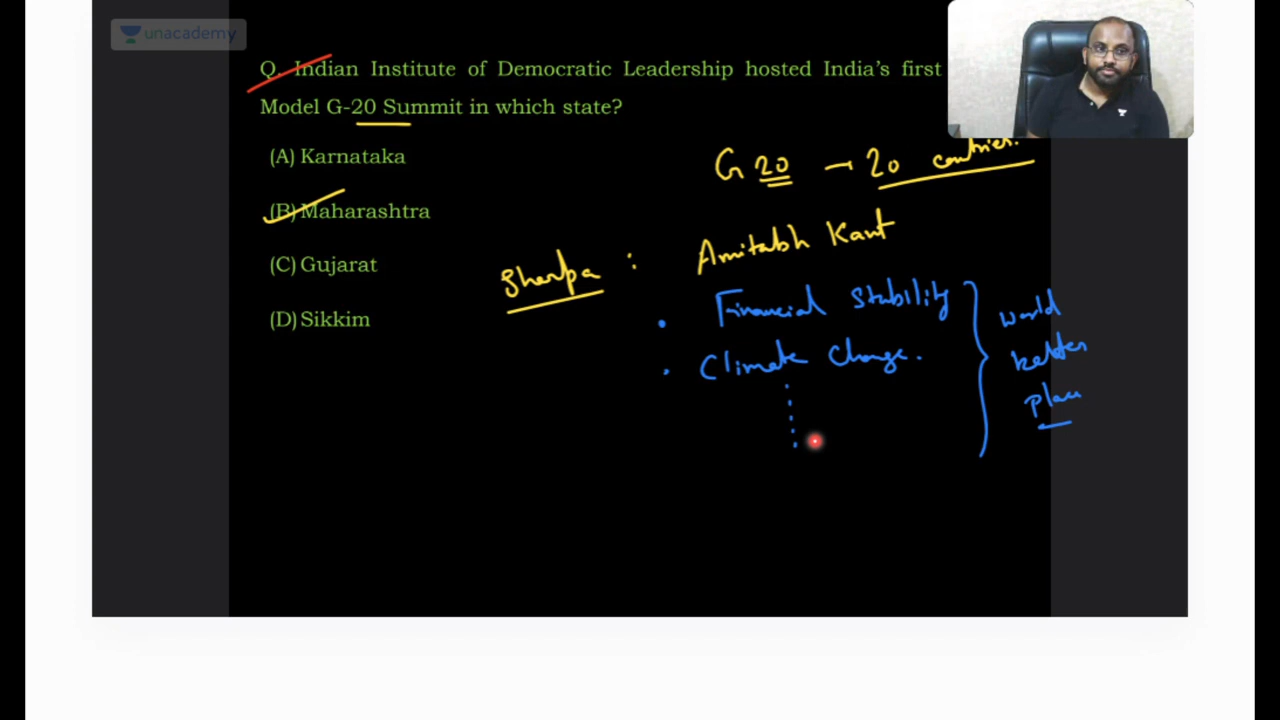 unacademy
Q. Indian Institute of Democratic Leadership hosted India's first
Model G-20 Summit in which state?
(A) Karnataka
(B) Maharashtra
(C) Gujarat
(D) Sikkim
G 20 → 20 countries.
Sherpa : Amitabh Kant
• Financial Stability
• Climate Change.
world
better
place